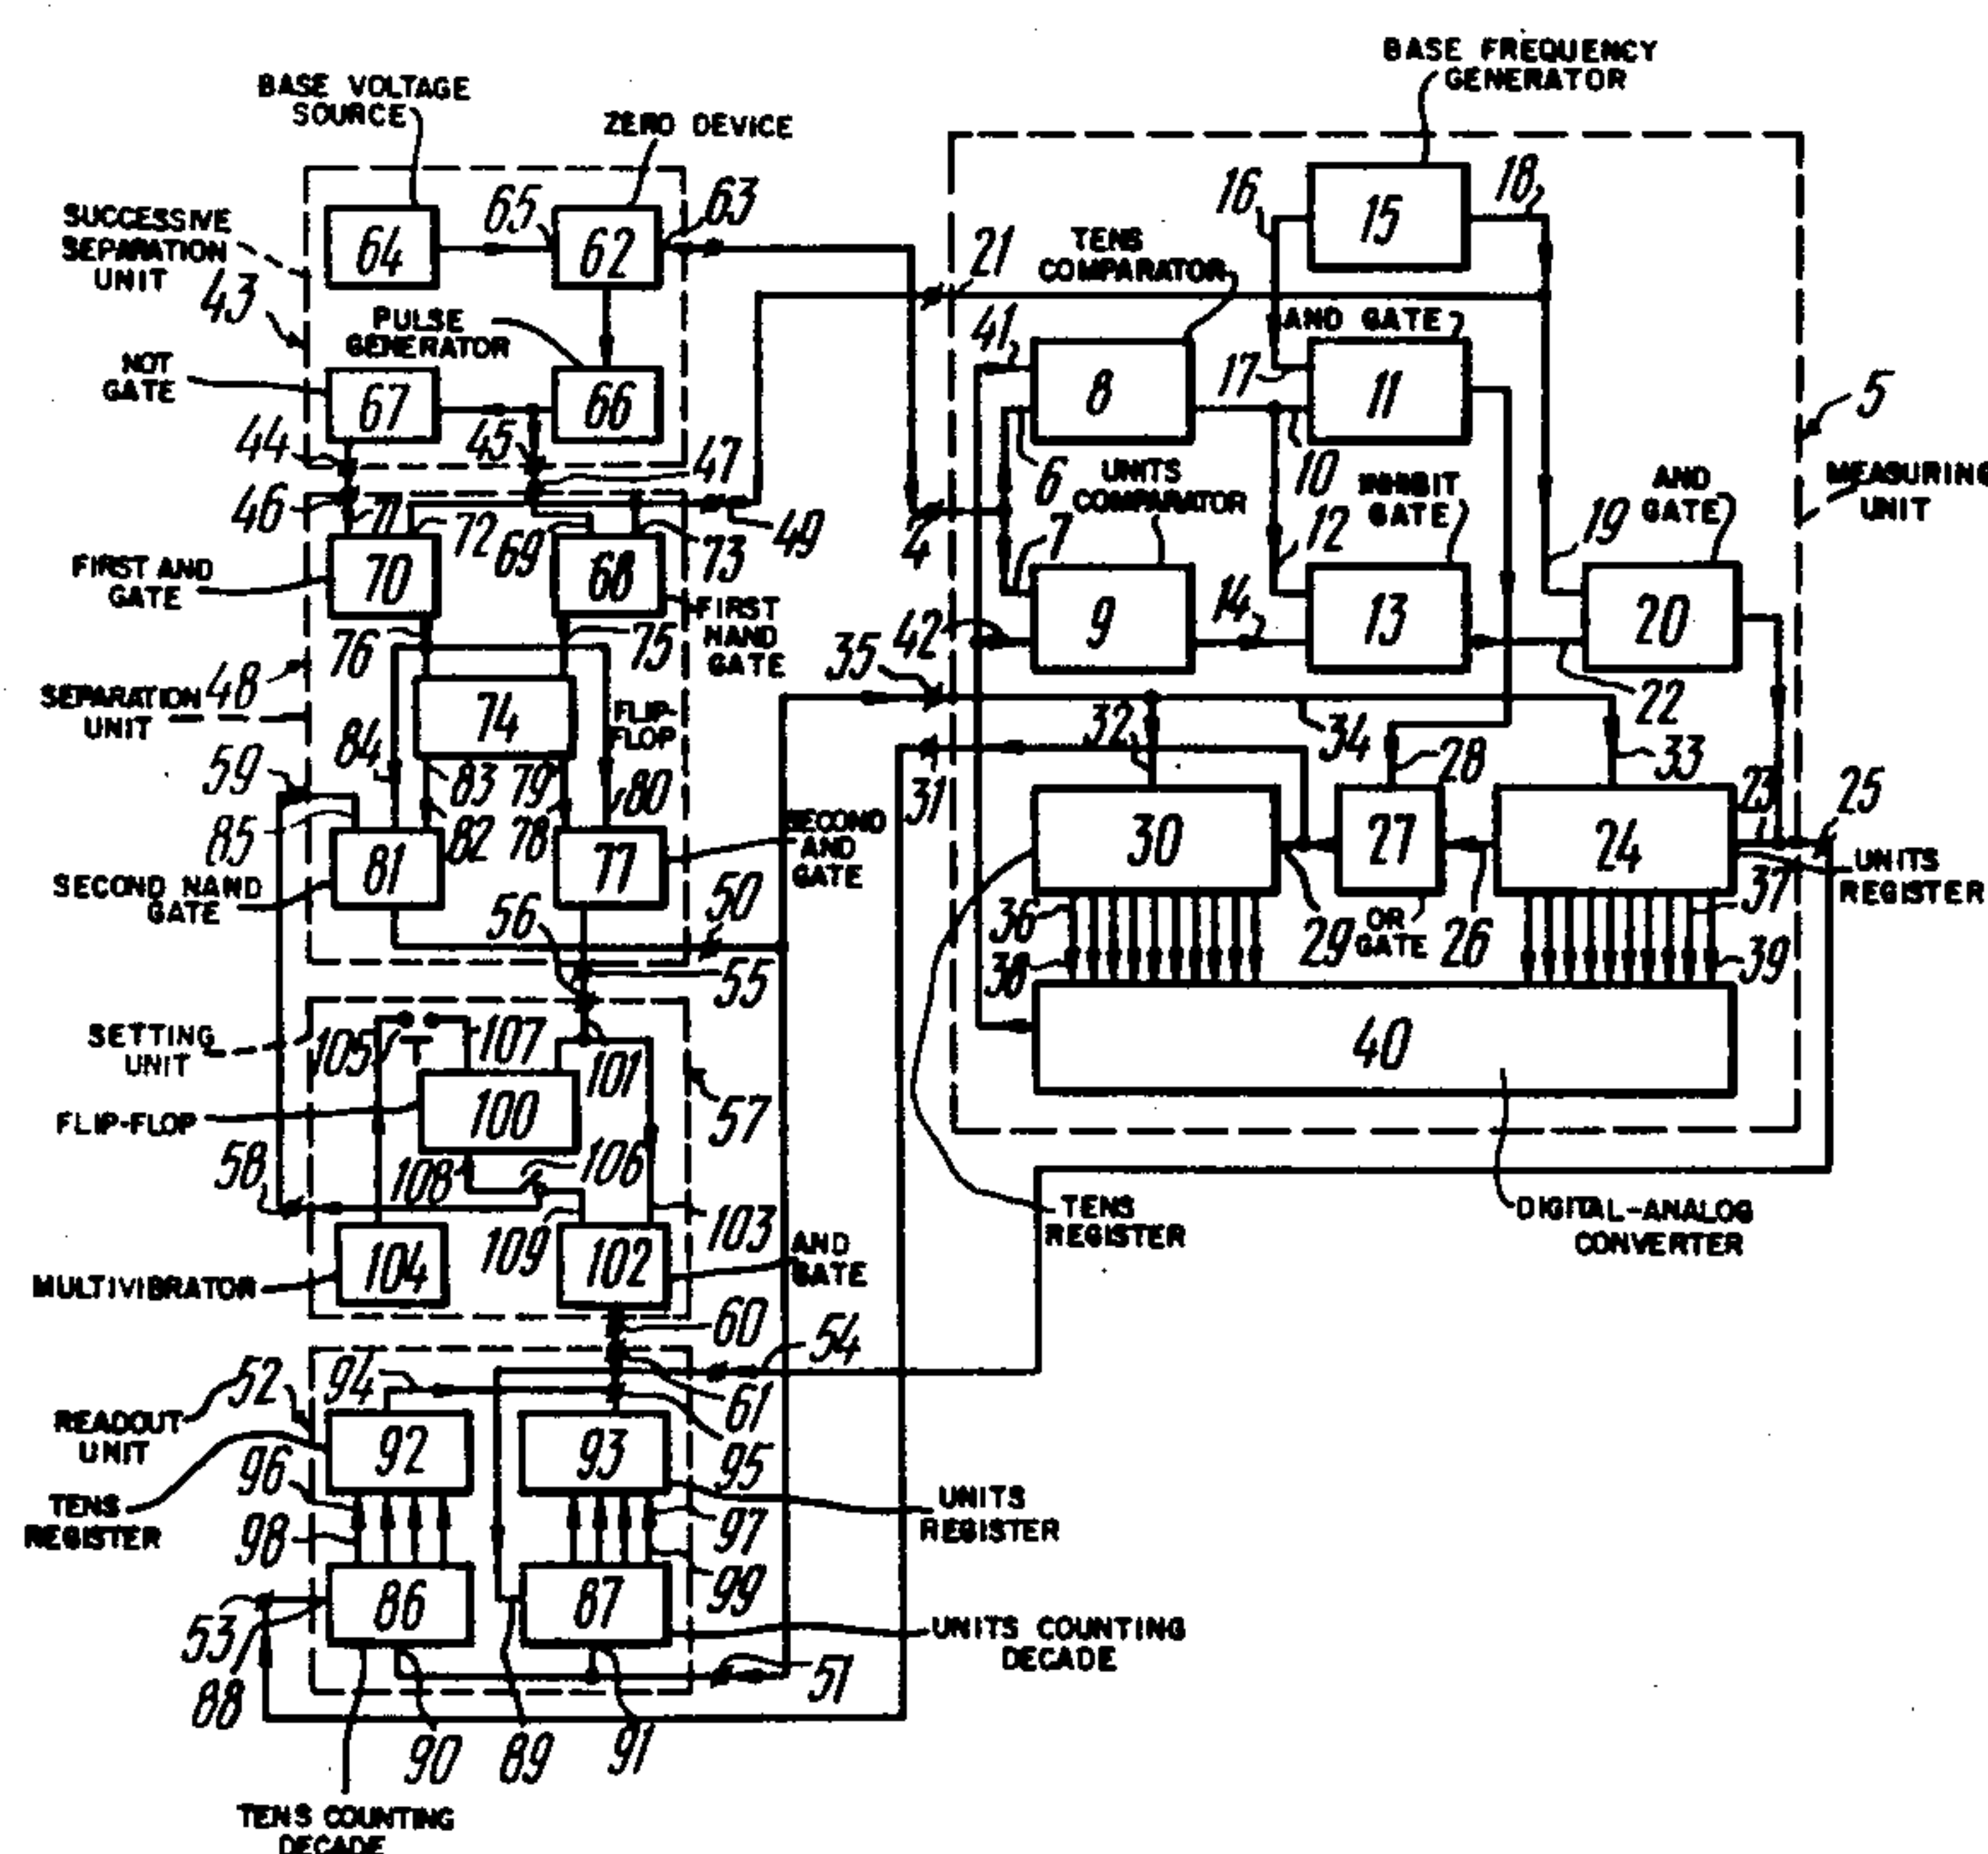 BASE FREQUENCY
GENERATOR
BASE VOLTAGE
SOURCE
ZERO DEVICE
15
16
18
SUCCESSIVE
SEPARATION
UNIT
43
64
65
62
63
21
TENS
COMPARATOR
AND GATE
PULSE
GENERATOR
NOT
GATE
67
66
44
45
47
41
8
17
11
5
6
10
UNITS
COMPARATOR
INHIBIT
GATE
AND
GATE
MEASURING
UNIT
46
71
72
69
73
49
4
7
12
19
FIRST AND
GATE
70
68
FIRST
NAND
GATE
9
14
13
20
42
35
22
76
75
SEPARATION
UNIT
48
74
FLIP-
FLOP
84
83
79
80
59
85
32
34
28
33
31
23
25
81
82
78
77
SECOND
AND
GATE
30
27
24
UNITS
REGISTER
SECOND NAND
GATE
50
56
55
36
38
29
OR
GATE
26
37
39
40
SETTING
UNIT
105
107
101
57
FLIP-FLOP
100
106
58
108
109
103
MULTIVIBRATOR
104
102
AND
GATE
TENS
REGISTER
DIGITAL-ANALOG
CONVERTER
60
54
52
94
61
READOUT
UNIT
92
93
95
96
TENS
REGISTER
98
97
UNITS
REGISTER
99
53
86
87
UNITS COUNTING
DECADE
51
88
90
89
91
TENS COUNTING
DECADE